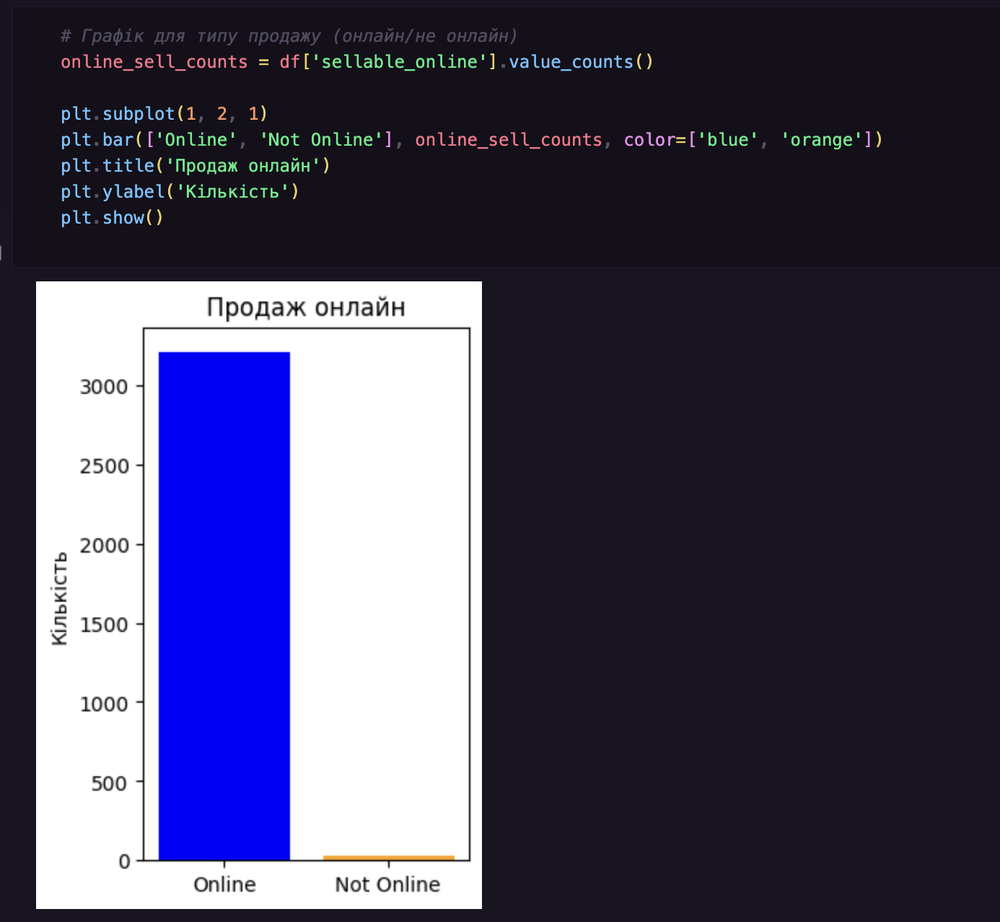 # Графік для типу продажу (онлайн/не онлайн)
online_sell_counts = df['sellable_online'].value_counts()
plt.subplot(1, 2, 1)
plt.bar(['Online', 'Not Online'], online_sell_counts, color=['blue', 'orange'])
plt.title('Продаж онлайн')
plt.ylabel('Кількість')
plt.show()
Продаж онлайн
3000
2500
2000
1500
1000
500
0
Кількість
Online Not Online